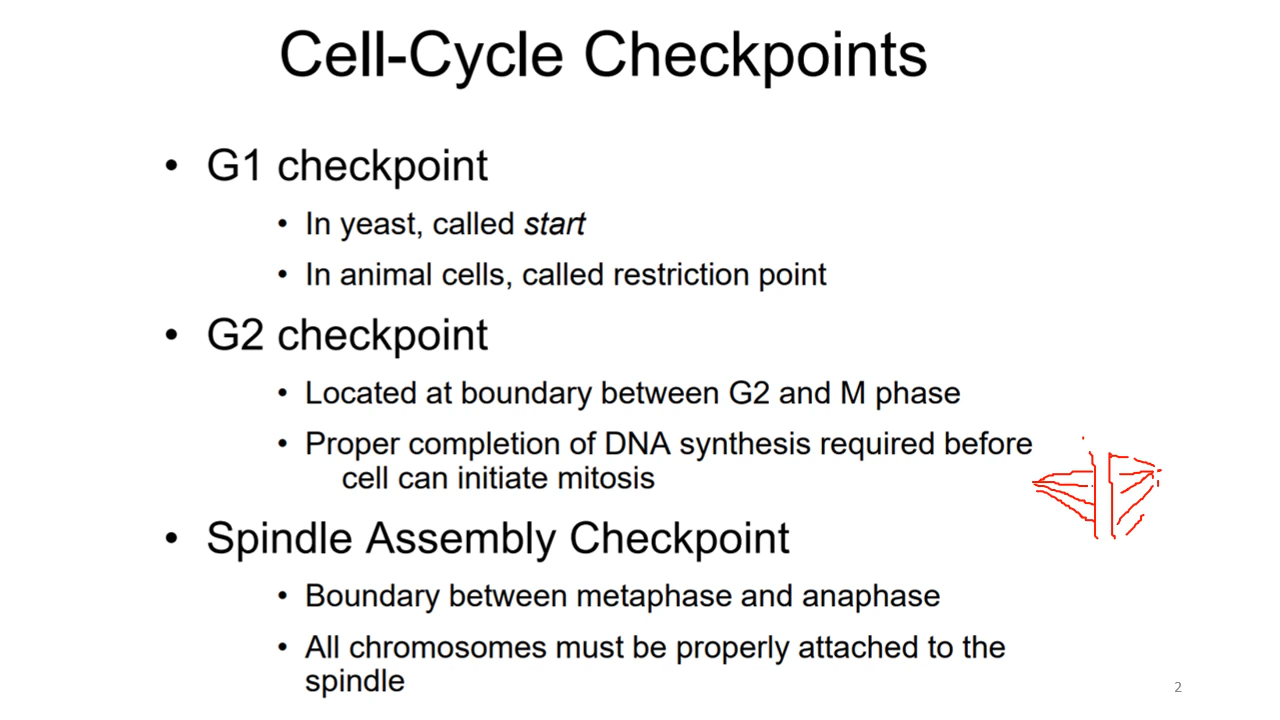 Cell-Cycle Checkpoints
• G1 checkpoint
• In yeast, called start
• In animal cells, called restriction point
• G2 checkpoint
• Located at boundary between G2 and M phase
• Proper completion of DNA synthesis required before
cell can initiate mitosis
• Spindle Assembly Checkpoint
• Boundary between metaphase and anaphase
• All chromosomes must be properly attached to the
spindle
2